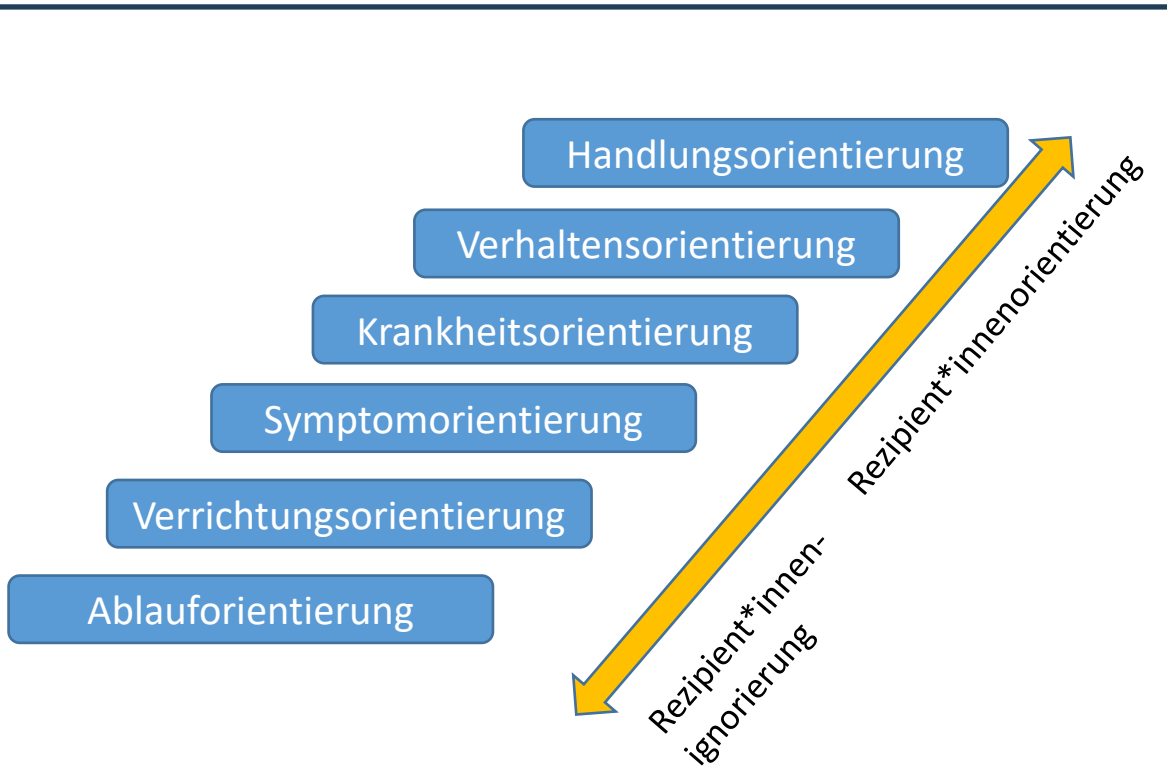 Handlungsorientierung
Verhaltensorientierung
Krankheitsorientierung
Symptomorientierung
Verrichtungsorientierung
Ablauforientierung
Rezipient*innenorientierung
Rezipient*innen-
ignorierung